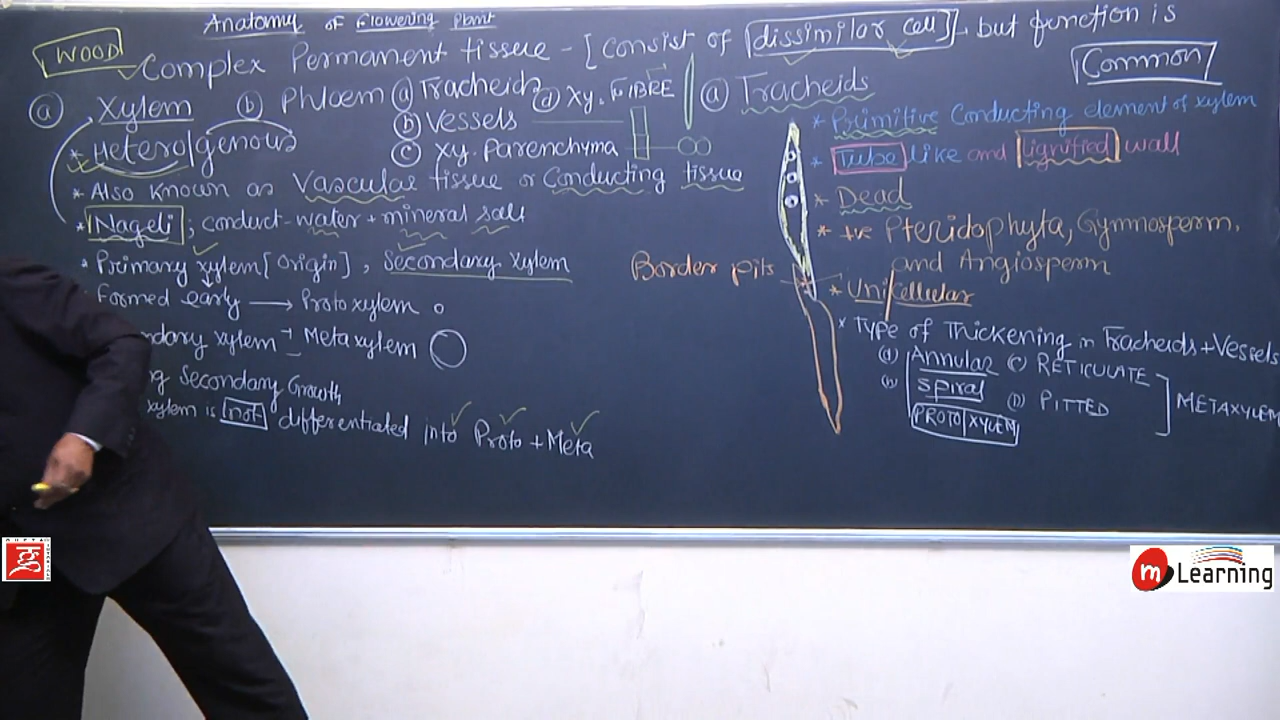 Anatomy of Flowering Plant
WOOD
Complex Permanent tissue - [Consist of dissimilar cell], but function is Common
(a) Xylem (b) Phloem
* Hetero|genous
* Also known as Vascular tissue or Conducting tissue
* Nageli ; conduct water + mineral salt
* Primary xylem [Origin], Secondary xylem
Formed early → Protoxylem
ndary xylem Metaxylem
ng Secondary Growth
xylem is not differentiated into Proto + Meta
(a) Tracheids (d) Xy. FIBRE
(b) Vessels
(c) Xy. Parenchyma
(a) Tracheids
* Primitive Conducting element of xylem
* Tube like and lignified wall
* Dead
* +ve Pteridophyta, Gymnosperm,
and Angiosperm
Border pits
* Uni|cellular
* Type of Thickening in Tracheids + Vessels
(a) Annular (c) RETICULATE
(b) spiral (D) PITTED
PROTO|XYLEM
METAXYLEM
m Learning